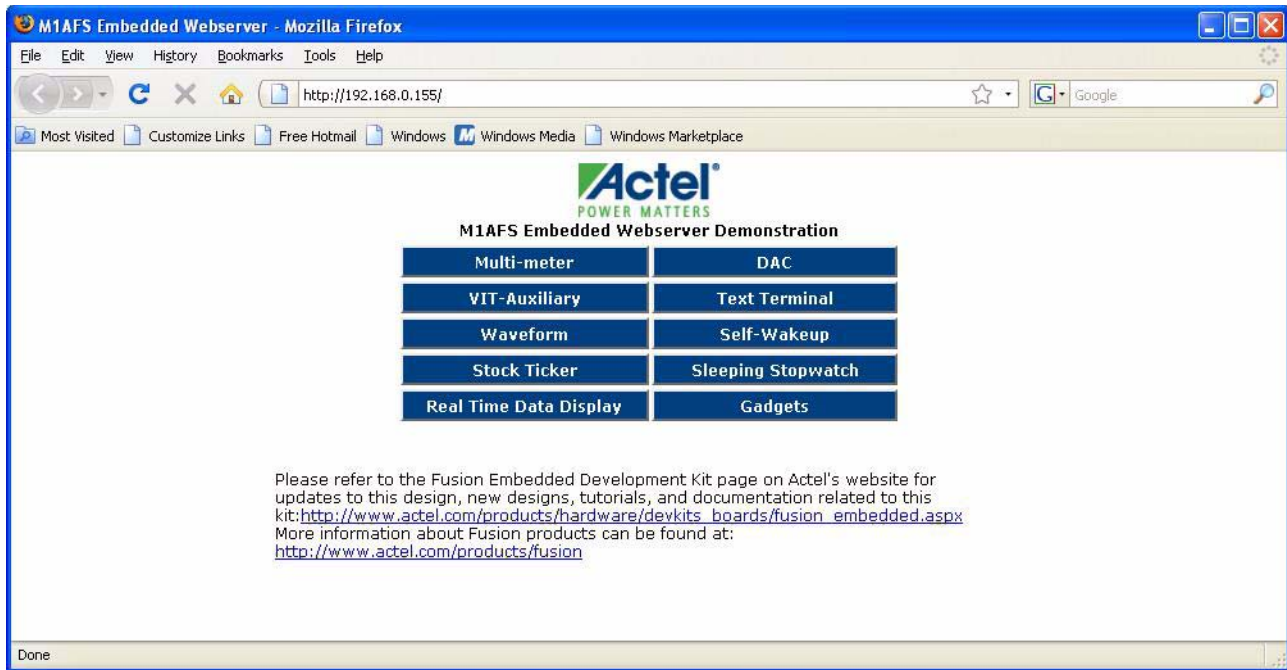 M1AFS Embedded Webserver - Mozilla Firefox
File Edit View History Bookmarks Tools Help
http://192.168.0.155/
G Google
Most Visited Customize Links Free Hotmail Windows Windows Media Windows Marketplace
Actel®
POWER MATTERS
M1AFS Embedded Webserver Demonstration
Multi-meter DAC
VIT-Auxiliary Text Terminal
Waveform Self-Wakeup
Stock Ticker Sleeping Stopwatch
Real Time Data Display Gadgets
Please refer to the Fusion Embedded Development Kit page on Actel's website for
updates to this design, new designs, tutorials, and documentation related to this
kit:http://www.actel.com/products/hardware/devkits_boards/fusion_embedded.aspx
More information about Fusion products can be found at:
http://www.actel.com/products/fusion
Done